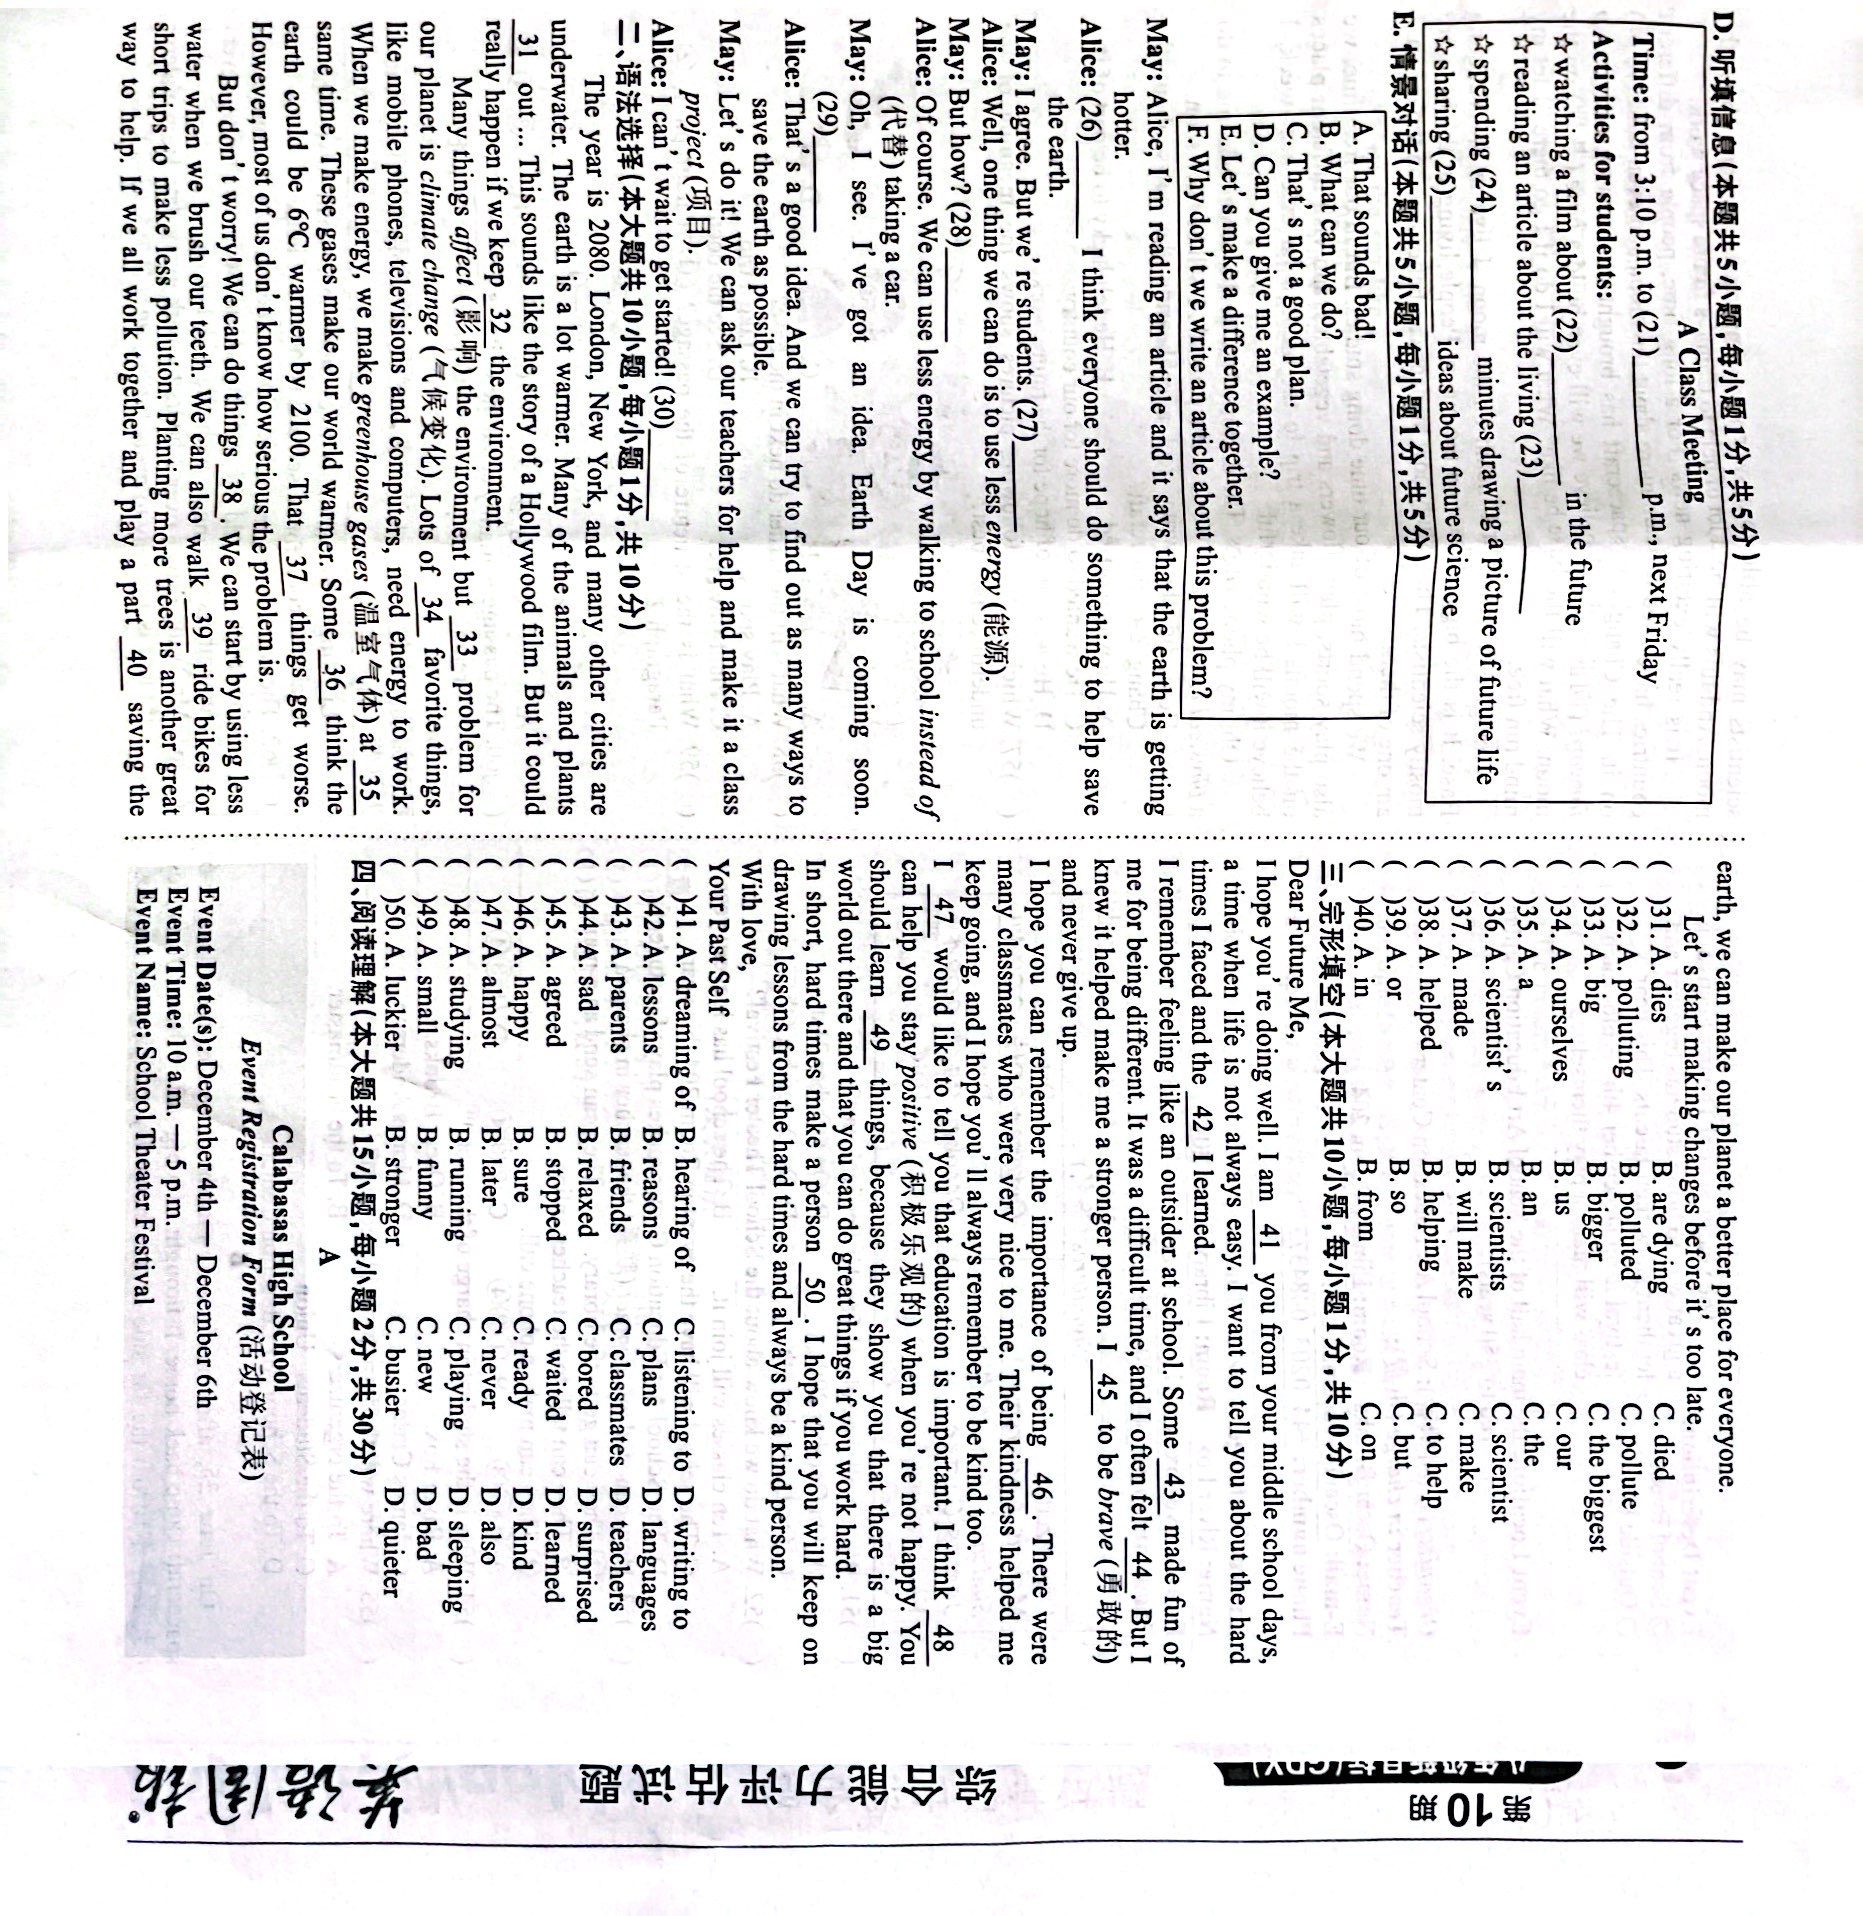 D. 听填信息(本题共5小题,每小题1分,共5分)
A Class Meeting
Time: from 3:10 p.m. to (21)______ p.m., next Friday
Activities for students:
☆watching a film about (22)______ in the future
☆reading an article about the living (23)______
☆spending (24)______ minutes drawing a picture of future life
☆sharing (25)______ ideas about future science
E. 情景对话(本题共5小题,每小题1分,共5分)
A. That sounds bad!
B. What can we do?
C. That's not a good plan.
D. Can you give me an example?
E. Let's make a difference together.
F. Why don't we write an article about this problem?
May: Alice, I'm reading an article and it says that the earth is getting
hotter.
Alice: (26)______ I think everyone should do something to help save
the earth.
May: I agree. But we're students. (27)______
Alice: Well, one thing we can do is to use less energy (能源).
May: But how? (28)______
Alice: Of course. We can use less energy by walking to school instead of
(代替) taking a car.
May: Oh, I see. I've got an idea. Earth Day is coming soon.
(29)______
Alice: That's a good idea. And we can try to find out as many ways to
save the earth as possible.
May: Let's do it! We can ask our teachers for help and make it a class
project (项目).
Alice: I can't wait to get started! (30)______
二、语法选择(本大题共10小题,每小题1分,共10分)
The year is 2080. London, New York, and many other cities are
underwater. The earth is a lot warmer. Many of the animals and plants
31 out ... This sounds like the story of a Hollywood film. But it could
really happen if we keep 32 the environment.
Many things affect (影响) the environment but 33 problem for
our planet is climate change (气候变化). Lots of 34 favorite things,
like mobile phones, televisions and computers, need energy to work.
When we make energy, we make greenhouse gases (温室气体) at 35
same time. These gases make our world warmer. Some 36 think the
earth could be 6℃ warmer by 2100. That 37 things get worse.
However, most of us don't know how serious the problem is.
But don't worry! We can do things 38 . We can start by using less
water when we brush our teeth. We can also walk 39 ride bikes for
short trips to make less pollution. Planting more trees is another great
way to help. If we all work together and play a part 40 saving the
earth, we can make our planet a better place for everyone.
Let's start making changes before it's too late.
( )31. A. dies B. are dying C. died
( )32. A. polluting B. polluted C. pollute
( )33. A. big B. bigger C. the biggest
( )34. A. ourselves B. us C. our
( )35. A. a B. an C. the
( )36. A. scientist's B. scientists C. scientist
( )37. A. made B. will make C. make
( )38. A. helped B. helping C. to help
( )39. A. or B. so C. but
( )40. A. in B. from C. on
三、完形填空(本大题共10小题,每小题1分,共10分)
Dear Future Me,
I hope you're doing well. I am 41 you from your middle school days,
a time when life is not always easy. I want to tell you about the hard
times I faced and the 42 I learned.
I remember feeling like an outsider at school. Some 43 made fun of
me for being different. It was a difficult time, and I often felt 44 . But I
knew it helped make me a stronger person. I 45 to be brave (勇敢的)
and never give up.
I hope you can remember the importance of being 46 . There were
many classmates who were very nice to me. Their kindness helped me
keep going, and I hope you'll always remember to be kind too.
I 47 would like to tell you that education is important. I think 48
can help you stay positive (积极乐观的) when you're not happy. You
should learn 49 things, because they show you that there is a big
world out there and that you can do great things if you work hard.
In short, hard times make a person 50 . I hope that you will keep on
drawing lessons from the hard times and always be a kind person.
With love,
Your Past Self
( )41. A. dreaming of B. hearing of C. listening to D. writing to
( )42. A. lessons B. reasons C. plans D. languages
( )43. A. parents B. friends C. classmates D. teachers
( )44. A. sad B. relaxed C. bored D. surprised
( )45. A. agreed B. stopped C. waited D. learned
( )46. A. happy B. sure C. ready D. kind
( )47. A. almost B. later C. never D. also
( )48. A. studying B. running C. playing D. sleeping
( )49. A. small B. funny C. new D. bad
( )50. A. luckier B. stronger C. busier D. quieter
四、阅读理解(本大题共15小题,每小题2分,共30分)
A
Calabasas High School
Event Registration Form (活动登记表)
Event Date(s): December 4th — December 6th
Event Time: 10 a.m. — 5 p.m.
Event Name: School Theater Festival
第10期
八年级新目标(GDX)
综合能力评估试题
英语周报